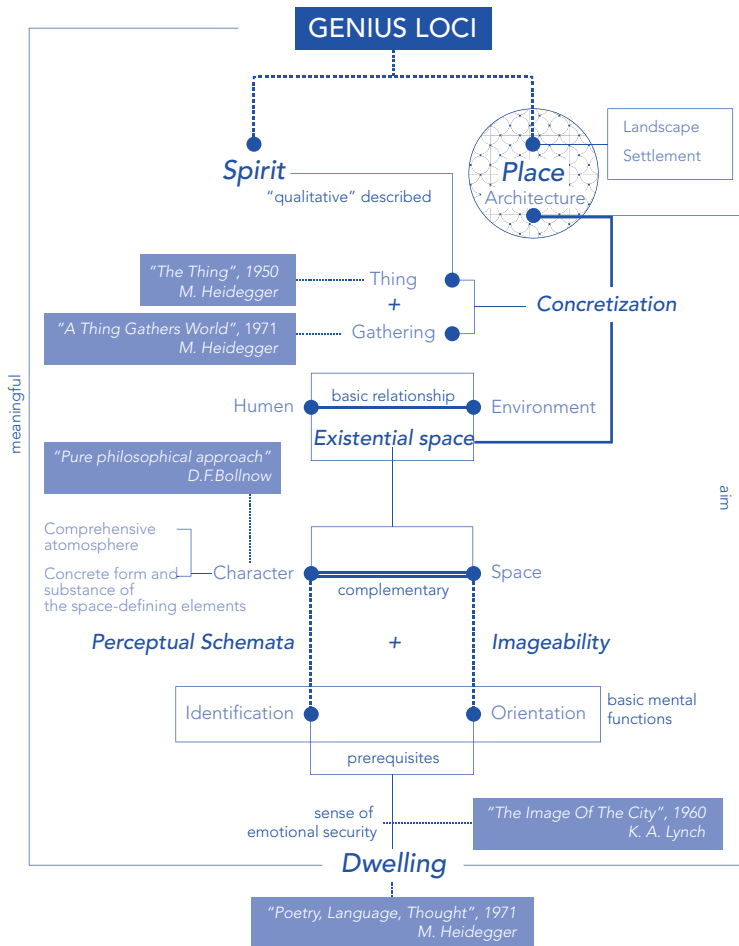 GENIUS LOCI
Landscape
Settlement
Spirit
Place
“qualitative” described
Architecture
“The Thing”, 1950
M. Heidegger
Thing
+
Concretization
“A Thing Gathers World”, 1971
M. Heidegger
Gathering
meaningful
basic relationship
Humen
Environment
Existential space
“Pure philosophical approach”
D.F.Bollnow
aim
Comprehensive
atomosphere
Concrete form and
substance of
the space-defining elements
Character
Space
complementary
Perceptual Schemata
+
Imageability
Identification
Orientation
basic mental
functions
prerequisites
sense of
emotional security
“The Image Of The City”, 1960
K. A. Lynch
Dwelling
“Poetry, Language, Thought”, 1971
M. Heidegger